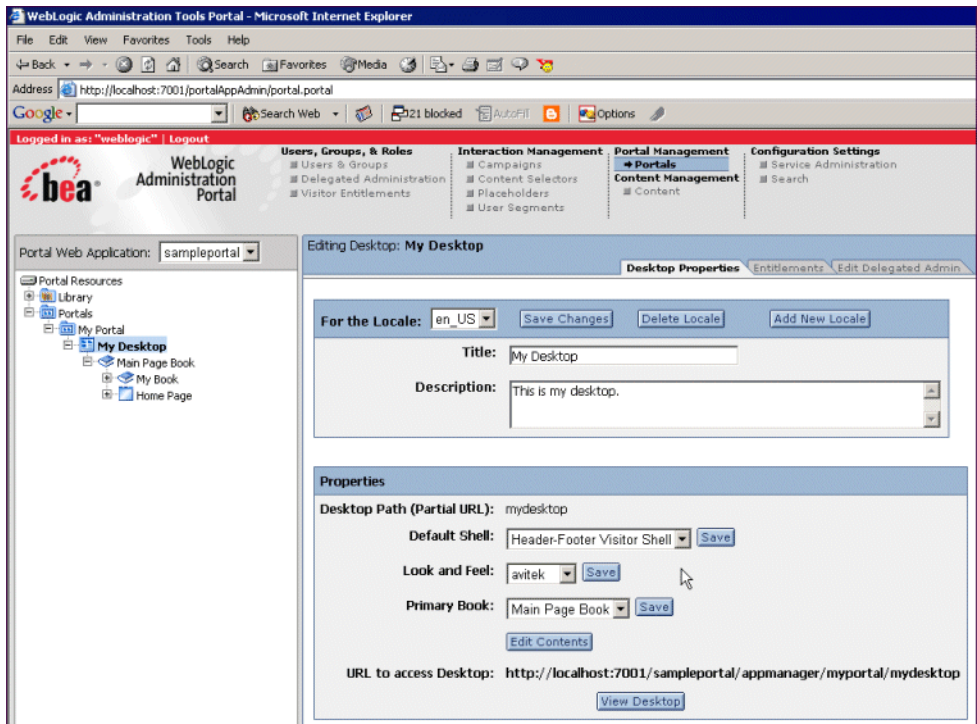 WebLogic Administration Tools Portal - Microsoft Internet Explorer
File Edit View Favorites Tools Help
Back Search Favorites Media
Address http://localhost:7001/portalAppAdmin/portal.portal
Google Search Web 321 blocked AutoFill Options
Logged in as: "weblogic" | Logout
bea
WebLogic
Administration
Portal
Users, Groups, & Roles
Users & Groups
Delegated Administration
Visitor Entitlements
Interaction Management
Campaigns
Content Selectors
Placeholders
User Segments
Portal Management
Portals
Content Management
Content
Configuration Settings
Service Administration
Search
Portal Web Application: sampleportal
Portal Resources
Library
Portals
My Portal
My Desktop
Main Page Book
My Book
Home Page
Editing Desktop: My Desktop
Desktop Properties Entitlements Edit Delegated Admin
For the Locale: en_US Save Changes Delete Locale Add New Locale
Title: My Desktop
Description: This is my desktop.
Properties
Desktop Path (Partial URL): mydesktop
Default Shell: Header-Footer Visitor Shell Save
Look and Feel: avitek Save
Primary Book: Main Page Book Save
Edit Contents
URL to access Desktop: http://localhost:7001/sampleportal/appmanager/myportal/mydesktop
View Desktop